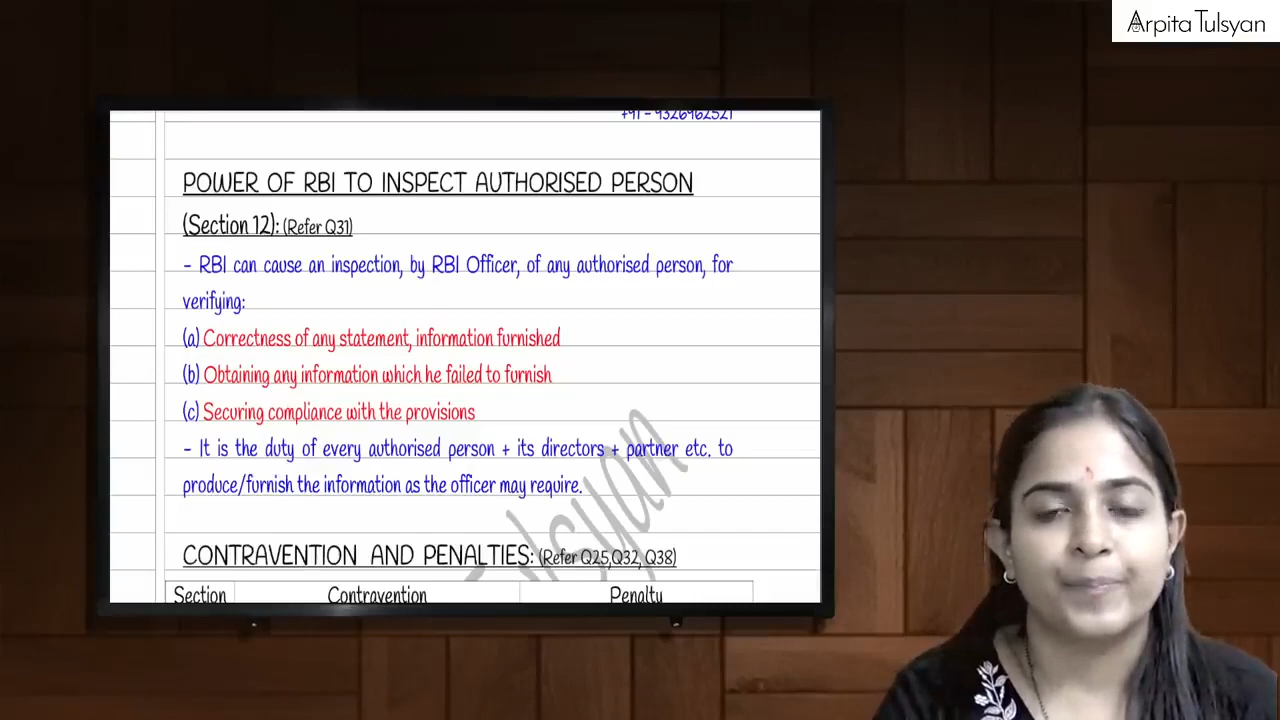 Arpita Tulsyan
+91 - 9326962521
POWER OF RBI TO INSPECT AUTHORISED PERSON
(Section 12): (Refer Q31)
- RBI can cause an inspection, by RBI Officer, of any authorised person, for
verifying:
(a) Correctness of any statement, information furnished
(b) Obtaining any information which he failed to furnish
(c) Securing compliance with the provisions
- It is the duty of every authorised person + its directors + partner etc. to
produce/furnish the information as the officer may require.
CONTRAVENTION AND PENALTIES: (Refer Q25,Q32, Q38)
Section Contravention Penalty